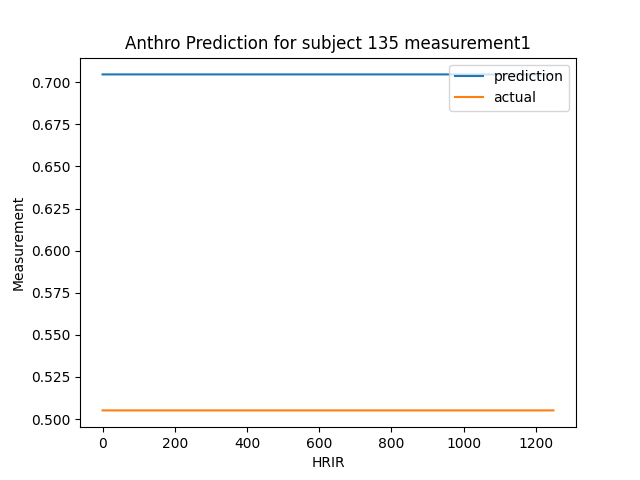 Anthro Prediction for subject 135 measurement1
prediction
actual
0.700
0.675
0.650
0.625
0.600
0.575
0.550
0.525
0.500
Measurement
0 200 400 600 800 1000 1200
HRIR